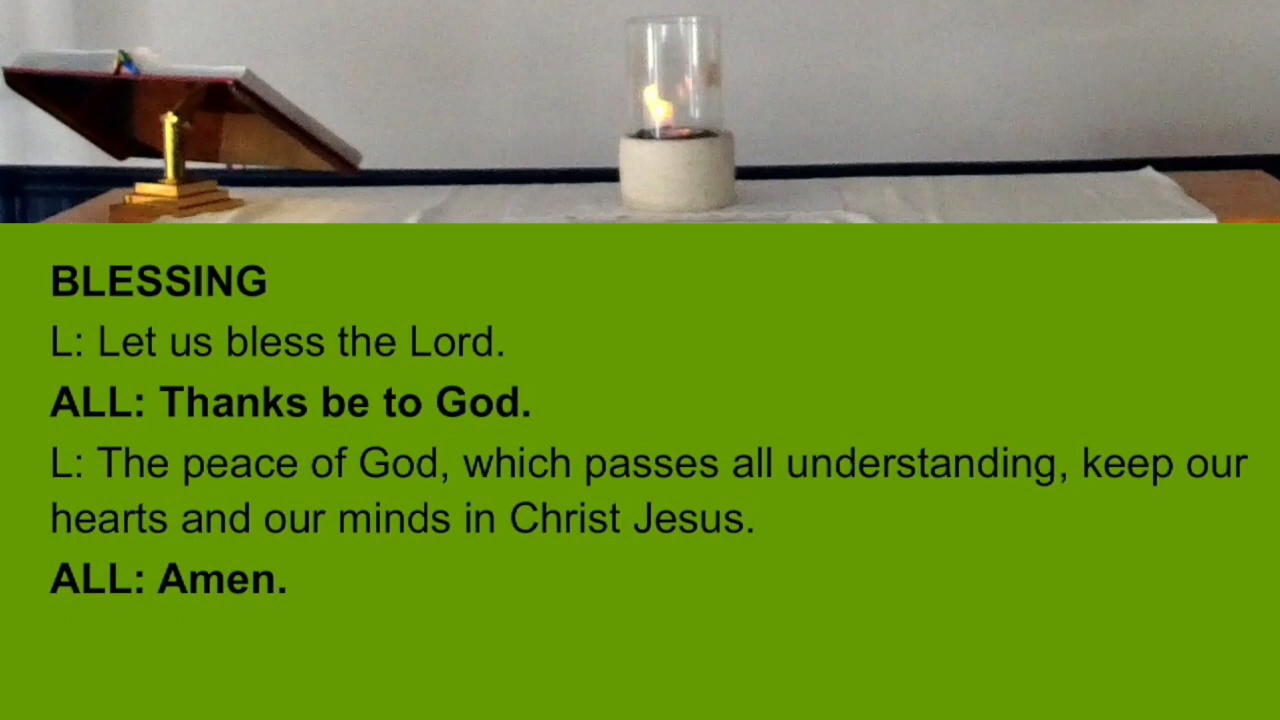 BLESSING
L: Let us bless the Lord.
ALL: Thanks be to God.
L: The peace of God, which passes all understanding, keep our
hearts and our minds in Christ Jesus.
ALL: Amen.